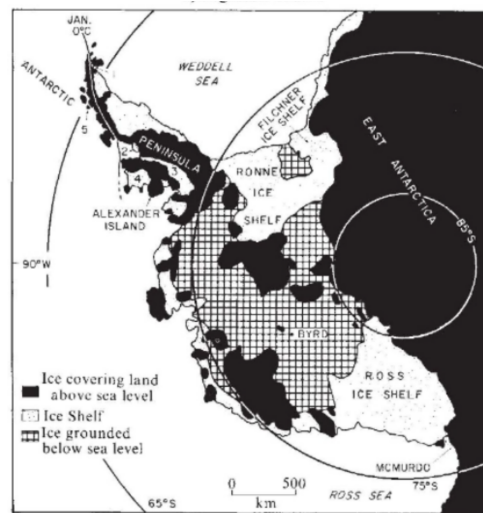 JAN.
0°C
ANTARCTIC
PENINSULA
WEDDELL
SEA
FILCHNER
ICE SHELF
EAST ANTARCTICA
RONNE
ICE
SHELF
5
2
3
4
ALEXANDER
ISLAND
85°S
90°W
BYRD
ROSS
ICE SHELF
Ice covering land
above sea level
Ice Shelf
Ice grounded
below sea level
MCMURDO
75°S
0 500
km
ROSS SEA
65°S